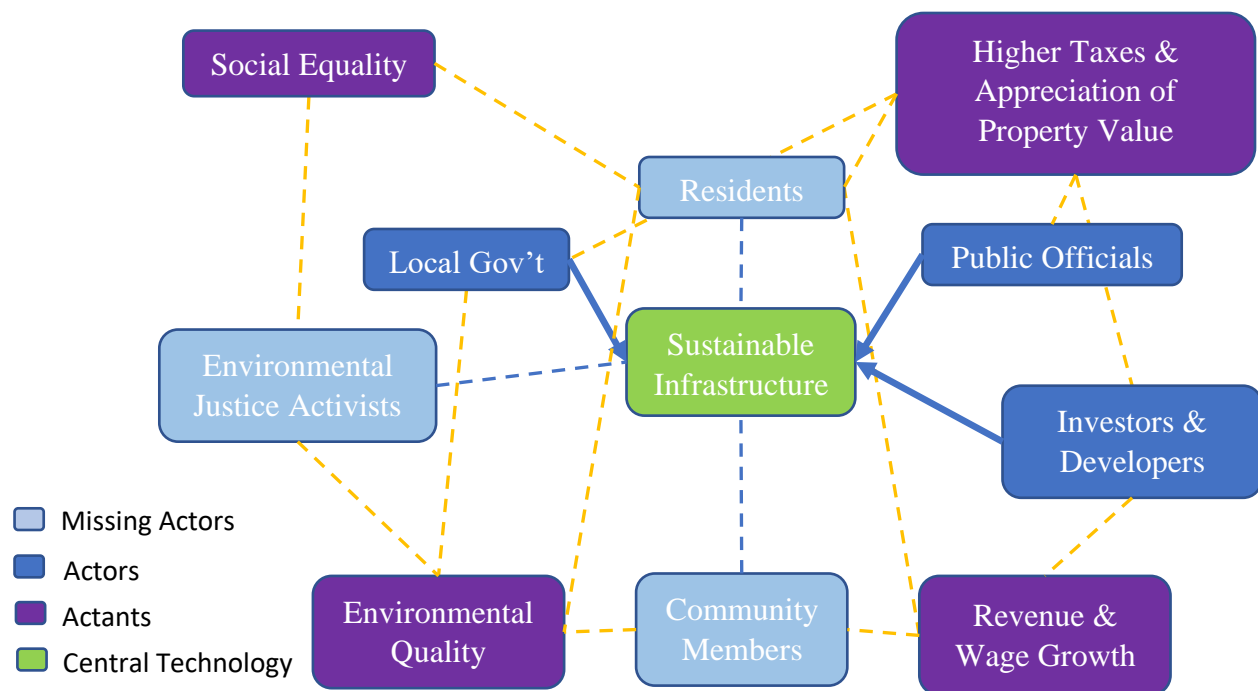 Social Equality
Higher Taxes &
Appreciation of
Property Value
Residents
Local Gov’t
Public Officials
Sustainable
Infrastructure
Environmental
Justice Activists
Investors &
Developers
Missing Actors
Actors
Actants
Central Technology
Environmental
Quality
Community
Members
Revenue &
Wage Growth